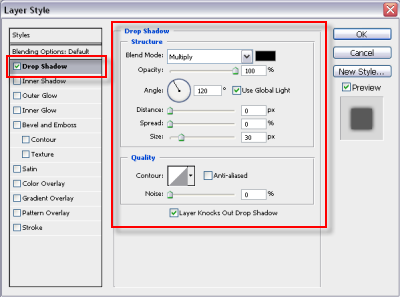 Layer Style
Styles
Blending Options: Default
Drop Shadow
Inner Shadow
Outer Glow
Inner Glow
Bevel and Emboss
Contour
Texture
Satin
Color Overlay
Gradient Overlay
Pattern Overlay
Stroke
Drop Shadow
Structure
Blend Mode: Multiply
Opacity: 100 %
Angle: 120 ° Use Global Light
Distance: 0 px
Spread: 0 %
Size: 30 px
Quality
Contour: Anti-aliased
Noise: 0 %
Layer Knocks Out Drop Shadow
OK
Cancel
New Style...
Preview